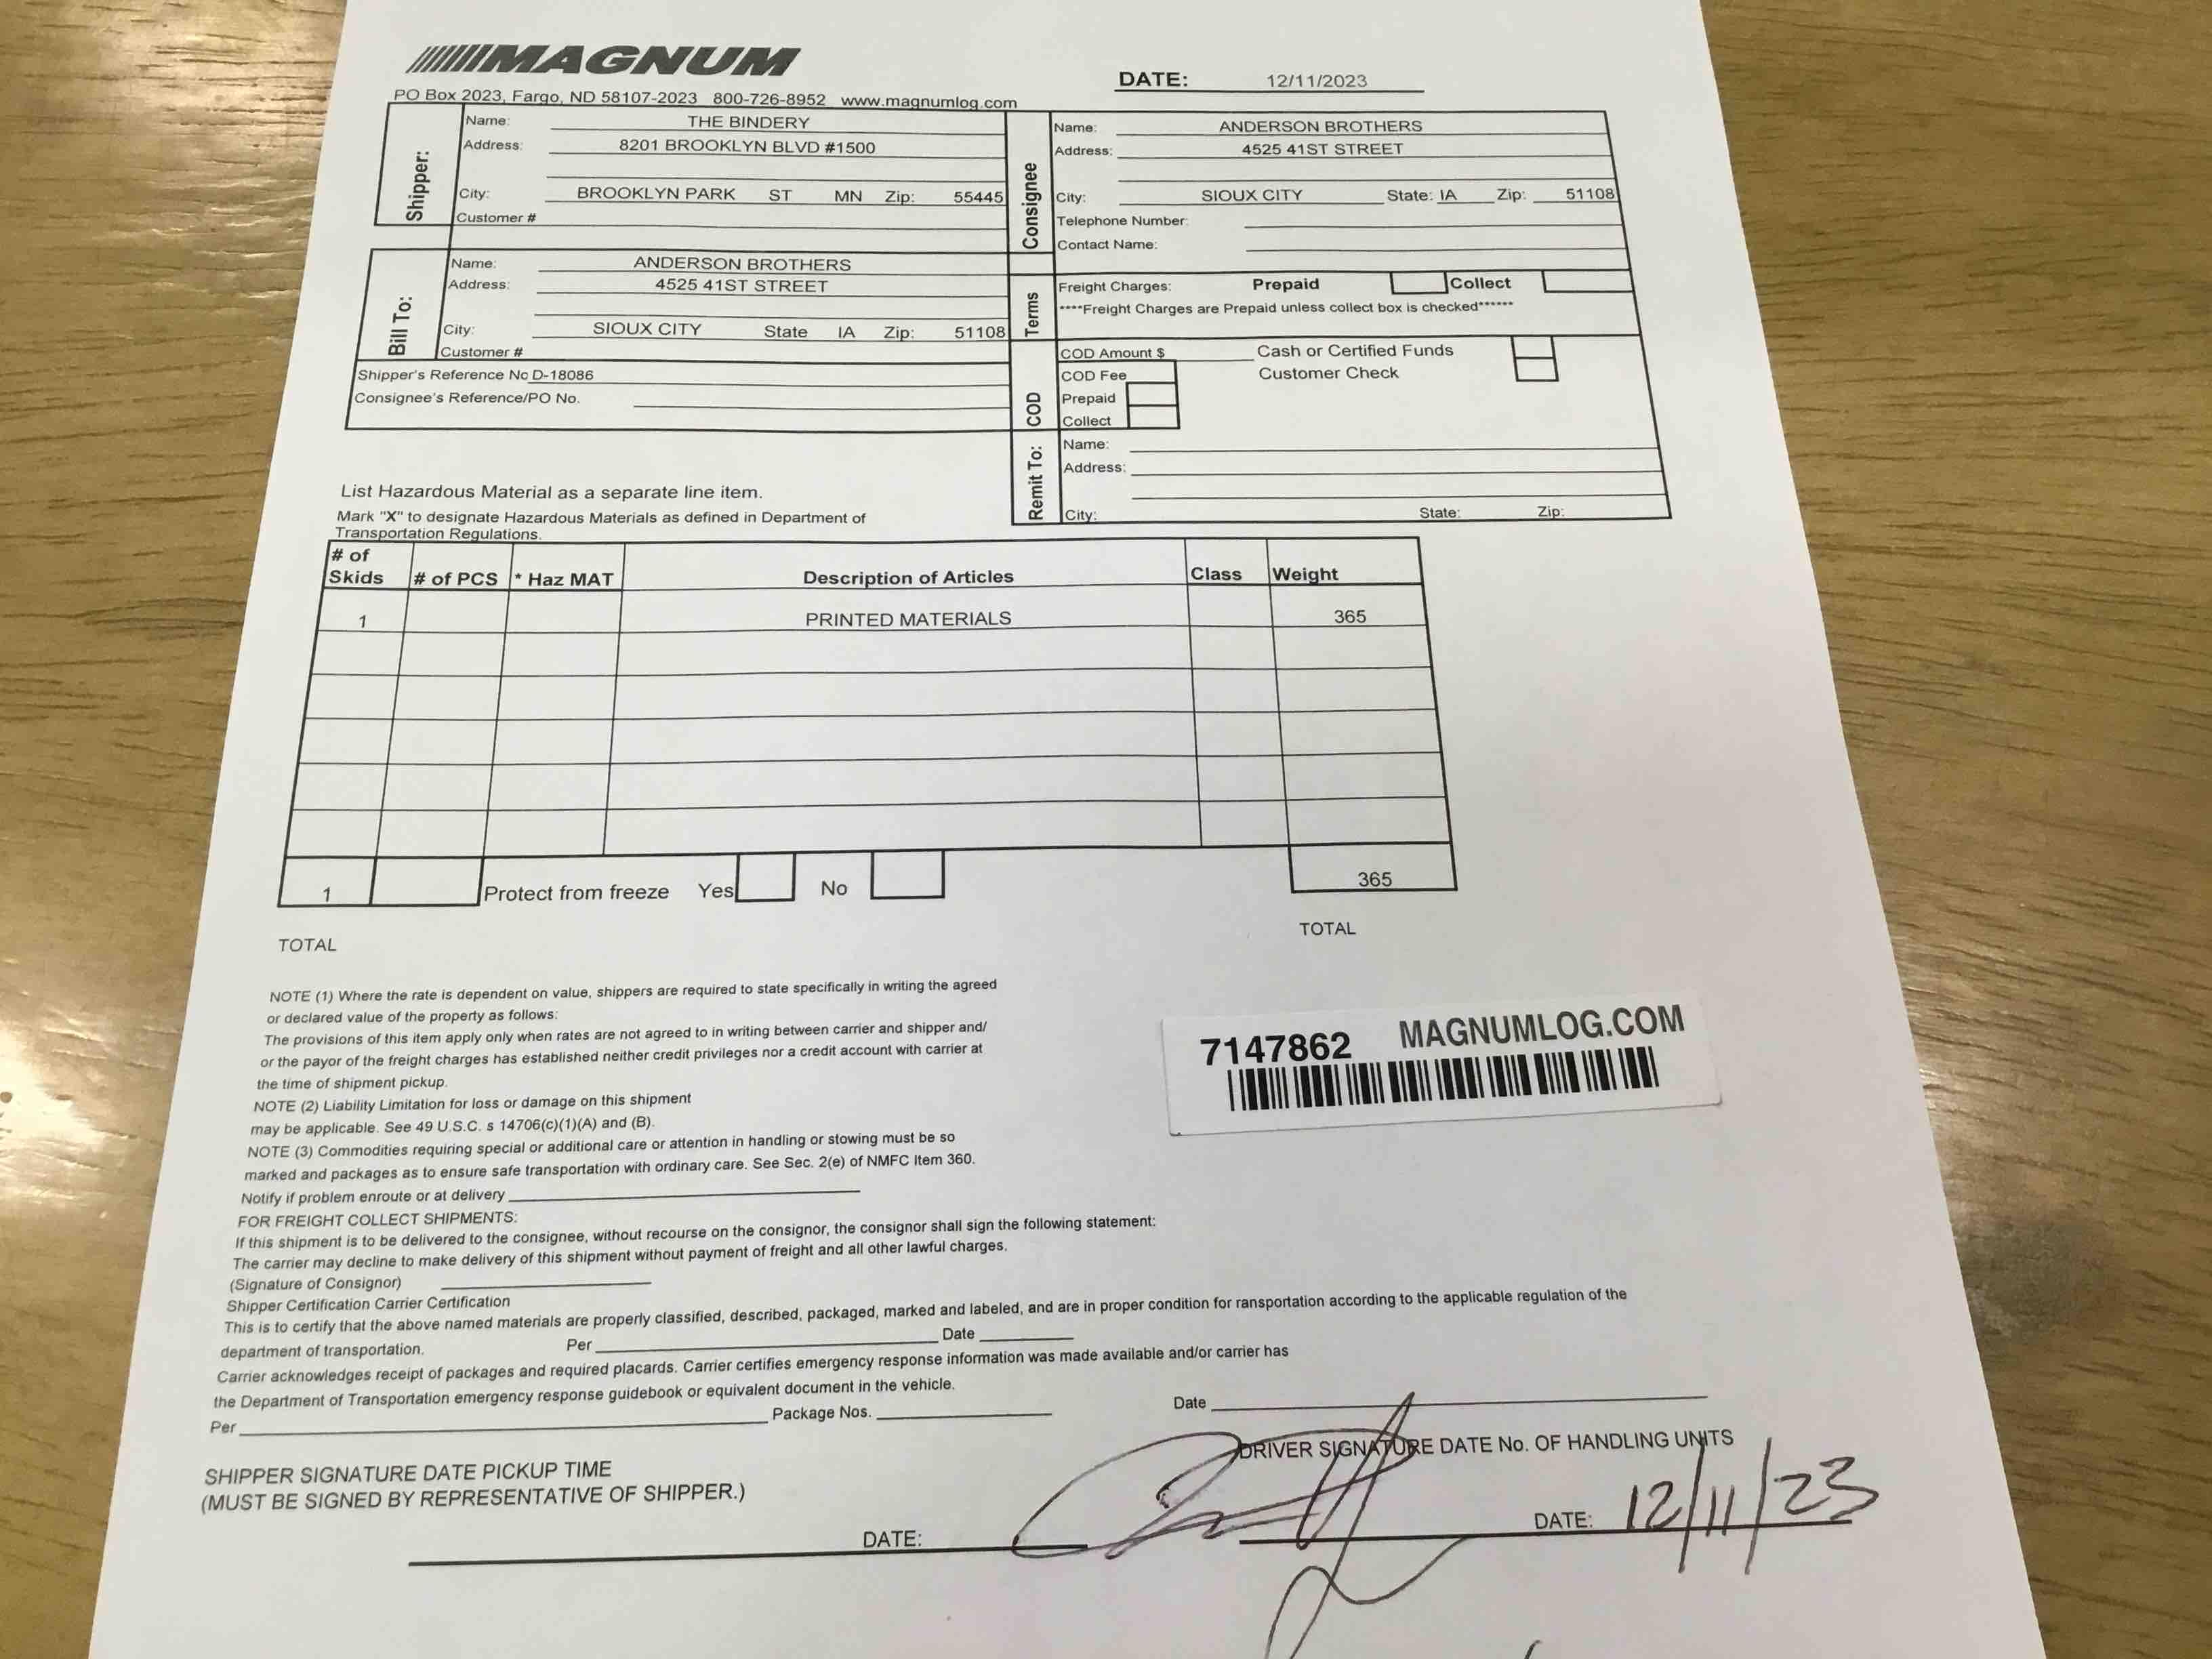 MAGNUM
PO Box 2023, Fargo, ND 58107-2023 800-726-8952 www.magnumlog.com
DATE: 12/11/2023
Shipper:
Name: THE BINDERY
Address: 8201 BROOKLYN BLVD #1500
City: BROOKLYN PARK ST MN Zip: 55445
Customer #
Consignee
Name: ANDERSON BROTHERS
Address: 4525 41ST STREET
City: SIOUX CITY State: IA Zip: 51108
Telephone Number:
Contact Name:
Bill To:
Name: ANDERSON BROTHERS
Address: 4525 41ST STREET
City: SIOUX CITY State IA Zip: 51108
Customer #
Shipper's Reference No D-18086
Consignee's Reference/PO No.
Terms
Freight Charges: Prepaid Collect
****Freight Charges are Prepaid unless collect box is checked******
COD
COD Amount $ Cash or Certified Funds
COD Fee Customer Check
Prepaid
Collect
Remit To:
Name:
Address:
City: State: Zip:
List Hazardous Material as a separate line item.
Mark "X" to designate Hazardous Materials as defined in Department of
Transportation Regulations.
# of
Skids # of PCS * Haz MAT Description of Articles Class Weight
1 PRINTED MATERIALS 365
1 Protect from freeze Yes No 365
TOTAL TOTAL
NOTE (1) Where the rate is dependent on value, shippers are required to state specifically in writing the agreed
or declared value of the property as follows:
The provisions of this item apply only when rates are not agreed to in writing between carrier and shipper and/
or the payor of the freight charges has established neither credit privileges nor a credit account with carrier at
the time of shipment pickup.
NOTE (2) Liability Limitation for loss or damage on this shipment
may be applicable. See 49 U.S.C. s 14706(c)(1)(A) and (B).
NOTE (3) Commodities requiring special or additional care or attention in handling or stowing must be so
marked and packages as to ensure safe transportation with ordinary care. See Sec. 2(e) of NMFC Item 360.
Notify if problem enroute or at delivery
7147862 MAGNUMLOG.COM
FOR FREIGHT COLLECT SHIPMENTS:
If this shipment is to be delivered to the consignee, without recourse on the consignor, the consignor shall sign the following statement:
The carrier may decline to make delivery of this shipment without payment of freight and all other lawful charges.
(Signature of Consignor)
Shipper Certification Carrier Certification
This is to certify that the above named materials are properly classified, described, packaged, marked and labeled, and are in proper condition for ransportation according to the applicable regulation of the
department of transportation. Per Date
Carrier acknowledges receipt of packages and required placards. Carrier certifies emergency response information was made available and/or carrier has
the Department of Transportation emergency response guidebook or equivalent document in the vehicle.
Per Package Nos. Date
DRIVER SIGNATURE DATE No. OF HANDLING UNITS
SHIPPER SIGNATURE DATE PICKUP TIME
(MUST BE SIGNED BY REPRESENTATIVE OF SHIPPER.)
DATE: DATE: 12/11/23